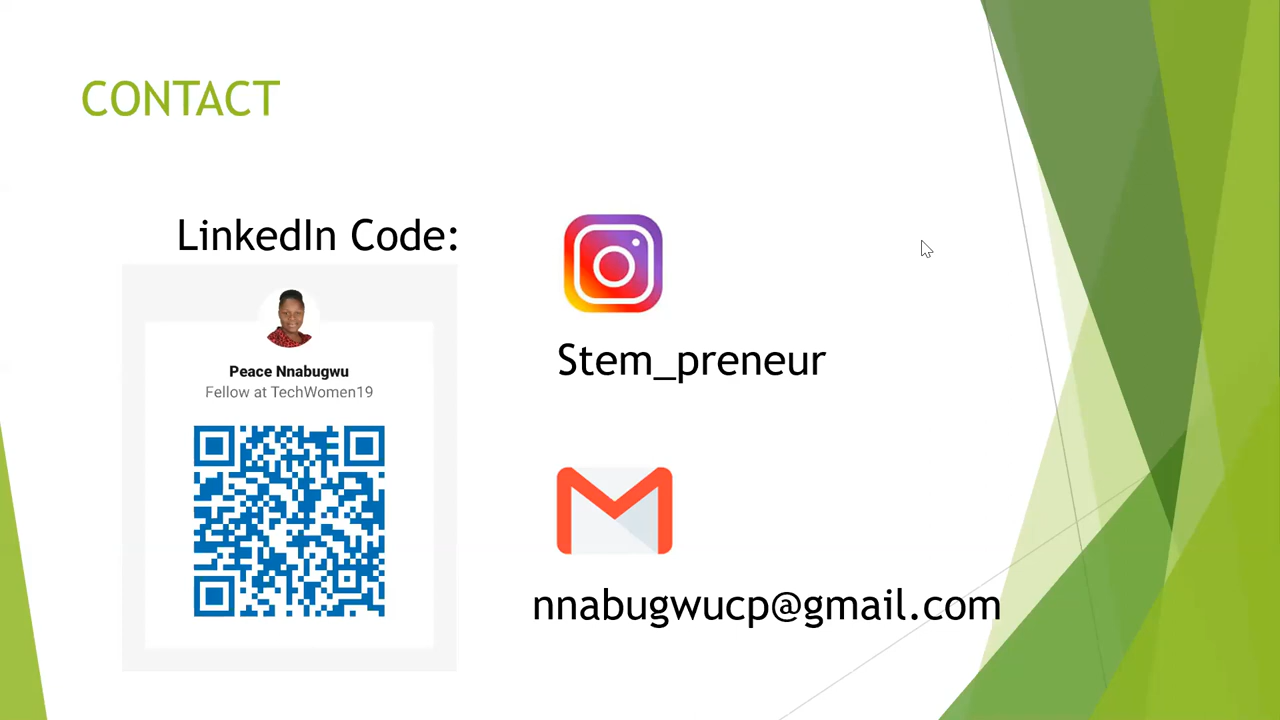 CONTACT
LinkedIn Code:
Peace Nnabugwu
Fellow at TechWomen19
Stem_preneur
nnabugwucp@gmail.com